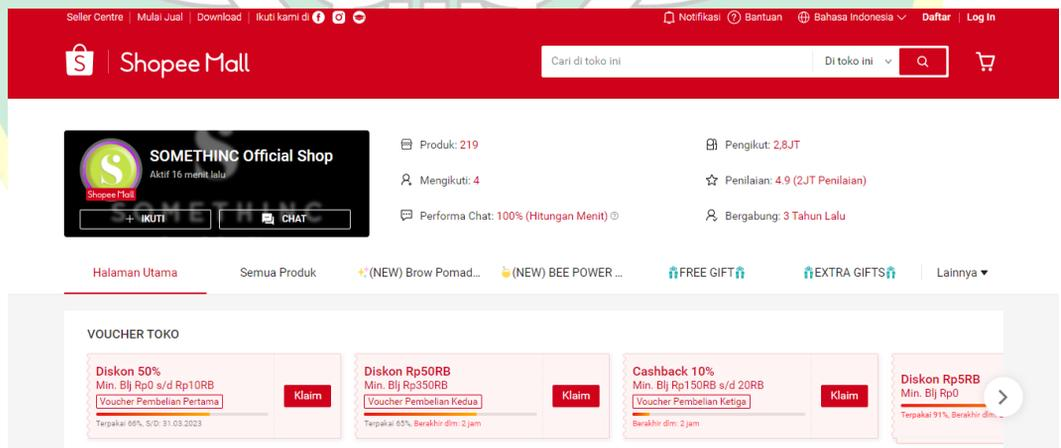 Seller Centre | Mulai Jual | Download | Ikuti kami di
Notifikasi Bantuan Bahasa Indonesia Daftar | Log In
Shopee Mall
Cari di toko ini
Di toko ini
SOMETHINC Official Shop
Aktif 16 menit lalu
Shopee Mall
SOMETHINC
+ IKUTI
CHAT
Produk: 219
Pengikut: 2,8JT
Mengikuti: 4
Penilaian: 4.9 (2JT Penilaian)
Performa Chat: 100% (Hitungan Menit)
Bergabung: 3 Tahun Lalu
Halaman Utama
Semua Produk
✨(NEW) Brow Pomad...
(NEW) BEE POWER ...
FREE GIFT
EXTRA GIFTS
Lainnya
VOUCHER TOKO
Diskon 50%
Min. Blj Rp0 s/d Rp10RB
Voucher Pembelian Pertama
Terpakai 66%, S/D: 31.03.2023
Klaim
Diskon Rp50RB
Min. Blj Rp350RB
Voucher Pembelian Kedua
Terpakai 65%, Berakhir dlm: 2 jam
Klaim
Cashback 10%
Min. Blj Rp150RB s/d 20RB
Voucher Pembelian Ketiga
Berakhir dlm: 2 jam
Klaim
Diskon Rp5RB
Min. Blj Rp0
Terpakai 91%, Berakhir dlm: 2